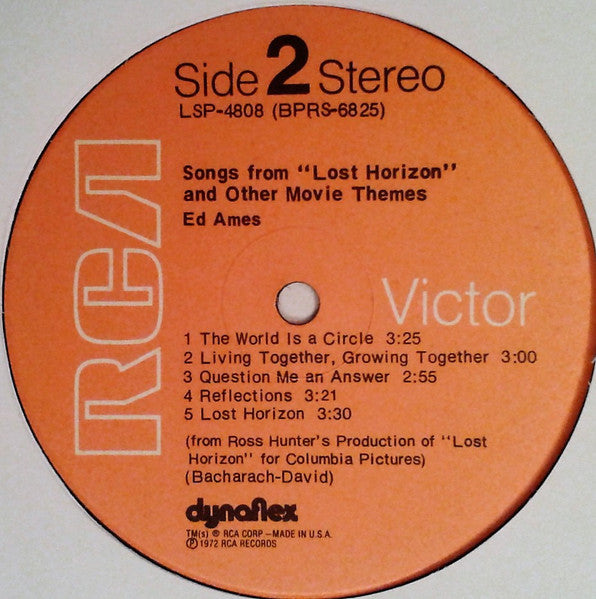 Side 2 Stereo
LSP-4808 (BPRS-6825)
Songs from "Lost Horizon"
and Other Movie Themes
Ed Ames
RCA
Victor
1 The World Is a Circle 3:25
2 Living Together, Growing Together 3:00
3 Question Me an Answer 2:55
4 Reflections 3:21
5 Lost Horizon 3:30
(from Ross Hunter's Production of "Lost
Horizon" for Columbia Pictures)
(Bacharach-David)
dynaflex
TM(s) ® RCA CORP – MADE IN U.S.A.
℗ 1972 RCA RECORDS